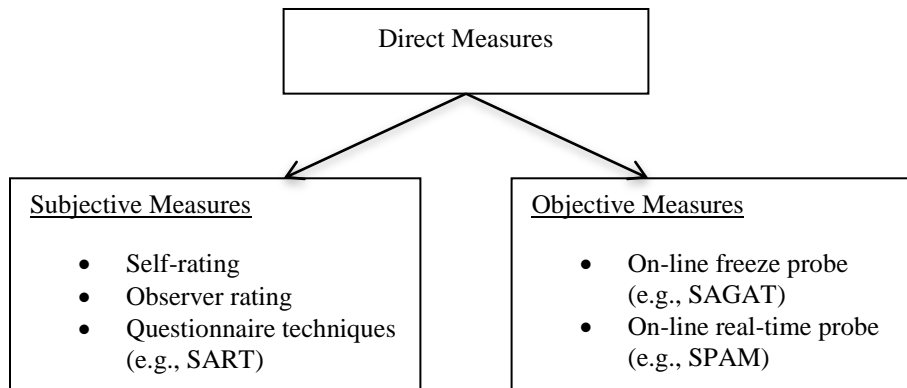 Direct Measures
Subjective Measures
• Self-rating
• Observer rating
• Questionnaire techniques
(e.g., SART)
Objective Measures
• On-line freeze probe
(e.g., SAGAT)
• On-line real-time probe
(e.g., SPAM)